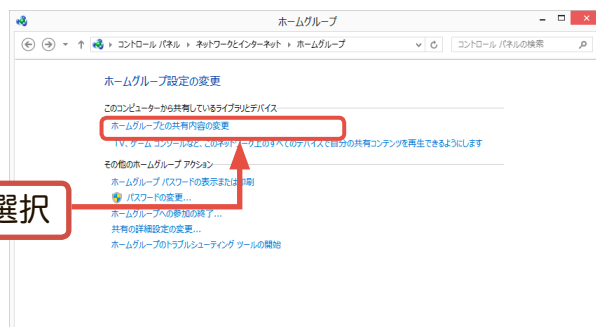 ホームグループ
コントロール パネル ネットワークとインターネット ホームグループ
コントロール パネルの検索
ホームグループ設定の変更
このコンピューターから共有しているライブラリとデバイス
ホームグループとの共有内容の変更
TV、ゲーム コンソールなど、このネットワーク上のすべてのデバイスで自分の共有コンテンツを再生できるようにします
その他のホームグループ アクション
ホームグループ パスワードの表示または印刷
パスワードの変更...
選択
ホームグループへの参加の終了...
共有の詳細設定の変更...
ホームグループのトラブルシューティング ツールの開始